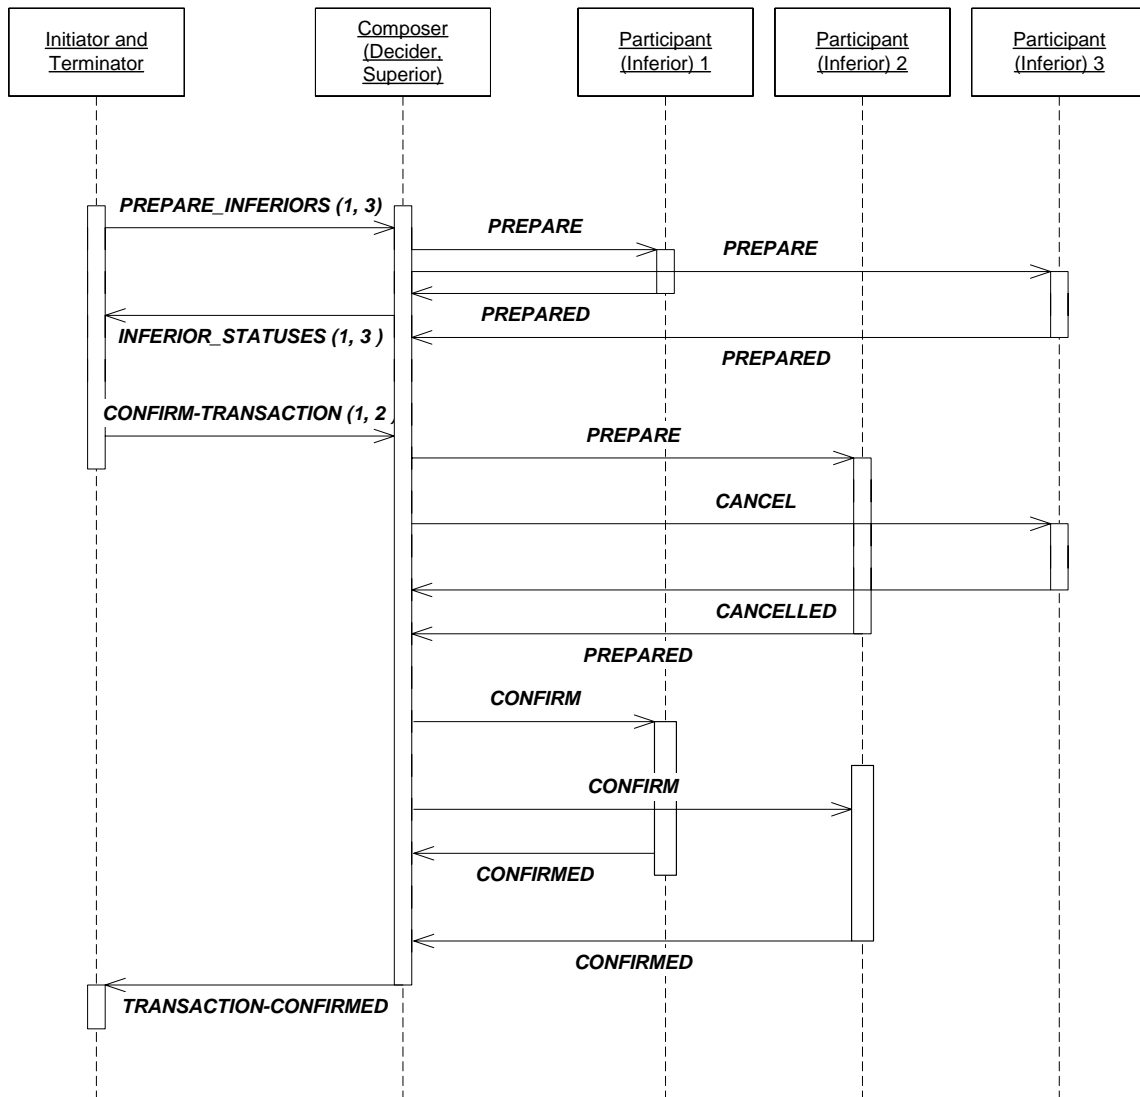 Initiator and
Terminator
Composer
(Decider,
Superior)
Participant
(Inferior) 1
Participant
(Inferior) 2
Participant
(Inferior) 3
PREPARE_INFERIORS (1, 3)
PREPARE
PREPARE
PREPARED
INFERIOR_STATUSES (1, 3 )
PREPARED
CONFIRM-TRANSACTION (1, 2 )
PREPARE
CANCEL
CANCELLED
PREPARED
CONFIRM
CONFIRM
CONFIRMED
CONFIRMED
TRANSACTION-CONFIRMED